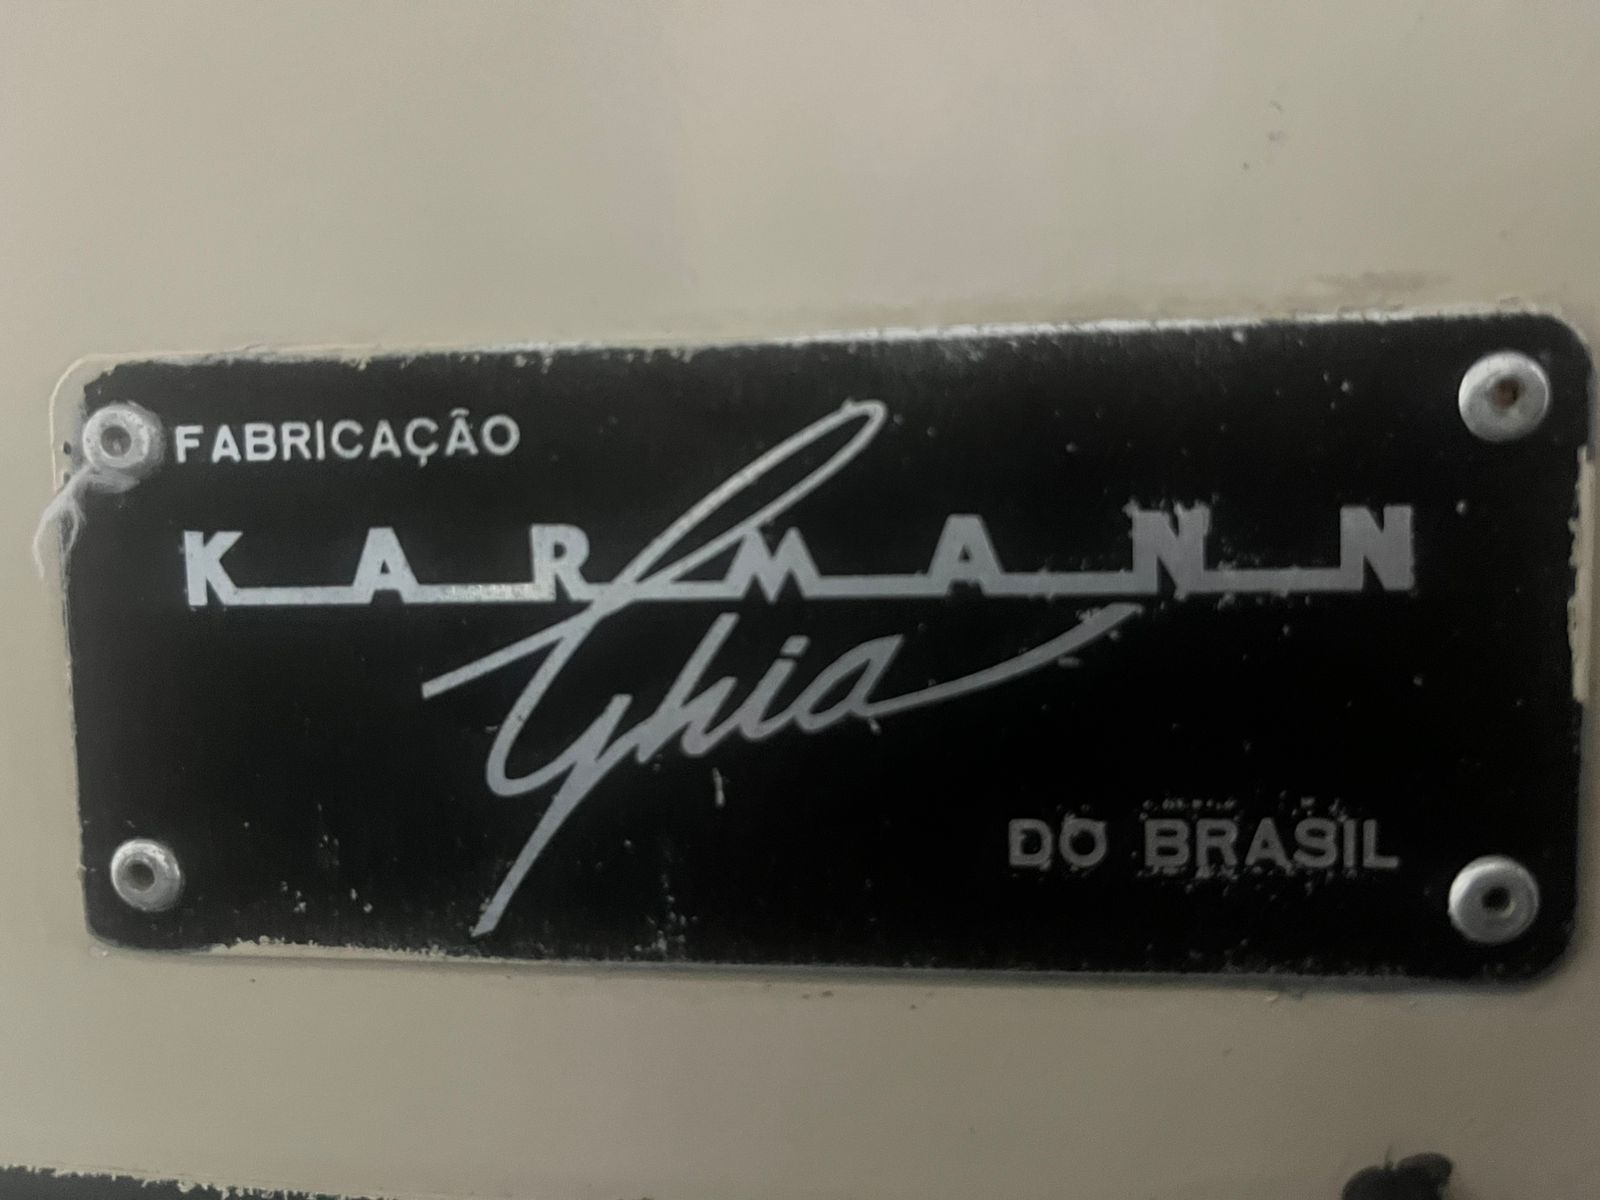 FABRICAÇÃO
KARMANN
Ghia
DO BRASIL